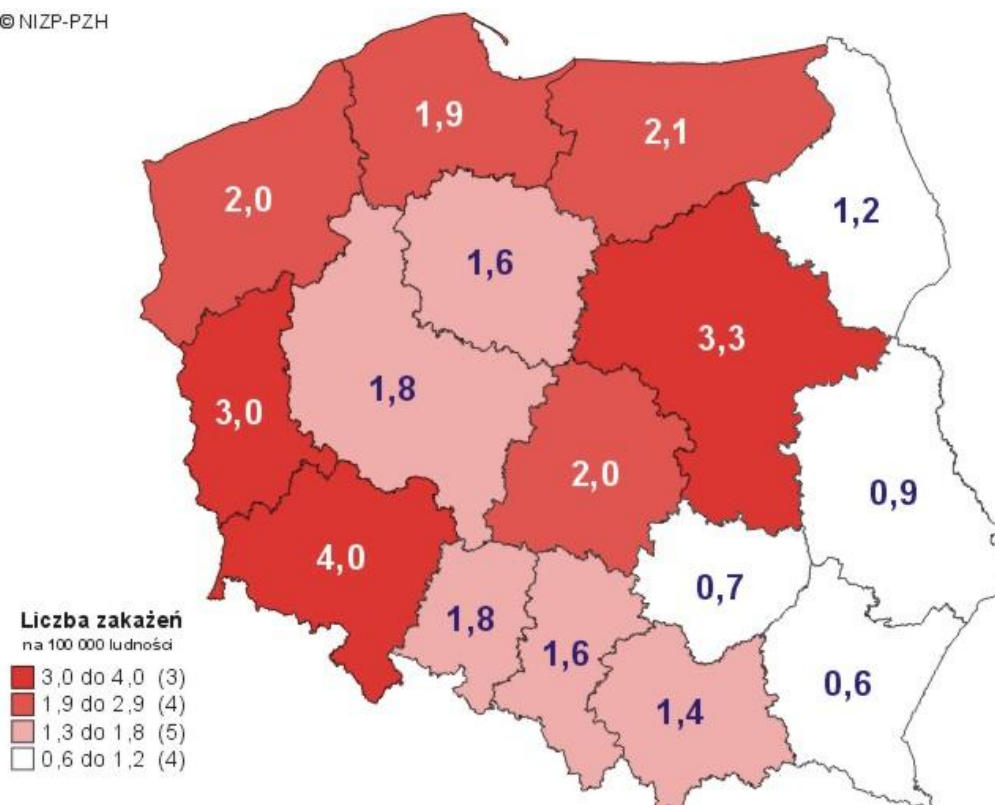 © NIZP-PZH
1,9
2,1
2,0
1,2
1,6
3,3
1,8
3,0
2,0
0,9
4,0
0,7
1,8
1,6
0,6
1,4
Liczba zakażeń
na 100 000 ludności
3,0 do 4,0 (3)
1,9 do 2,9 (4)
1,3 do 1,8 (5)
0,6 do 1,2 (4)